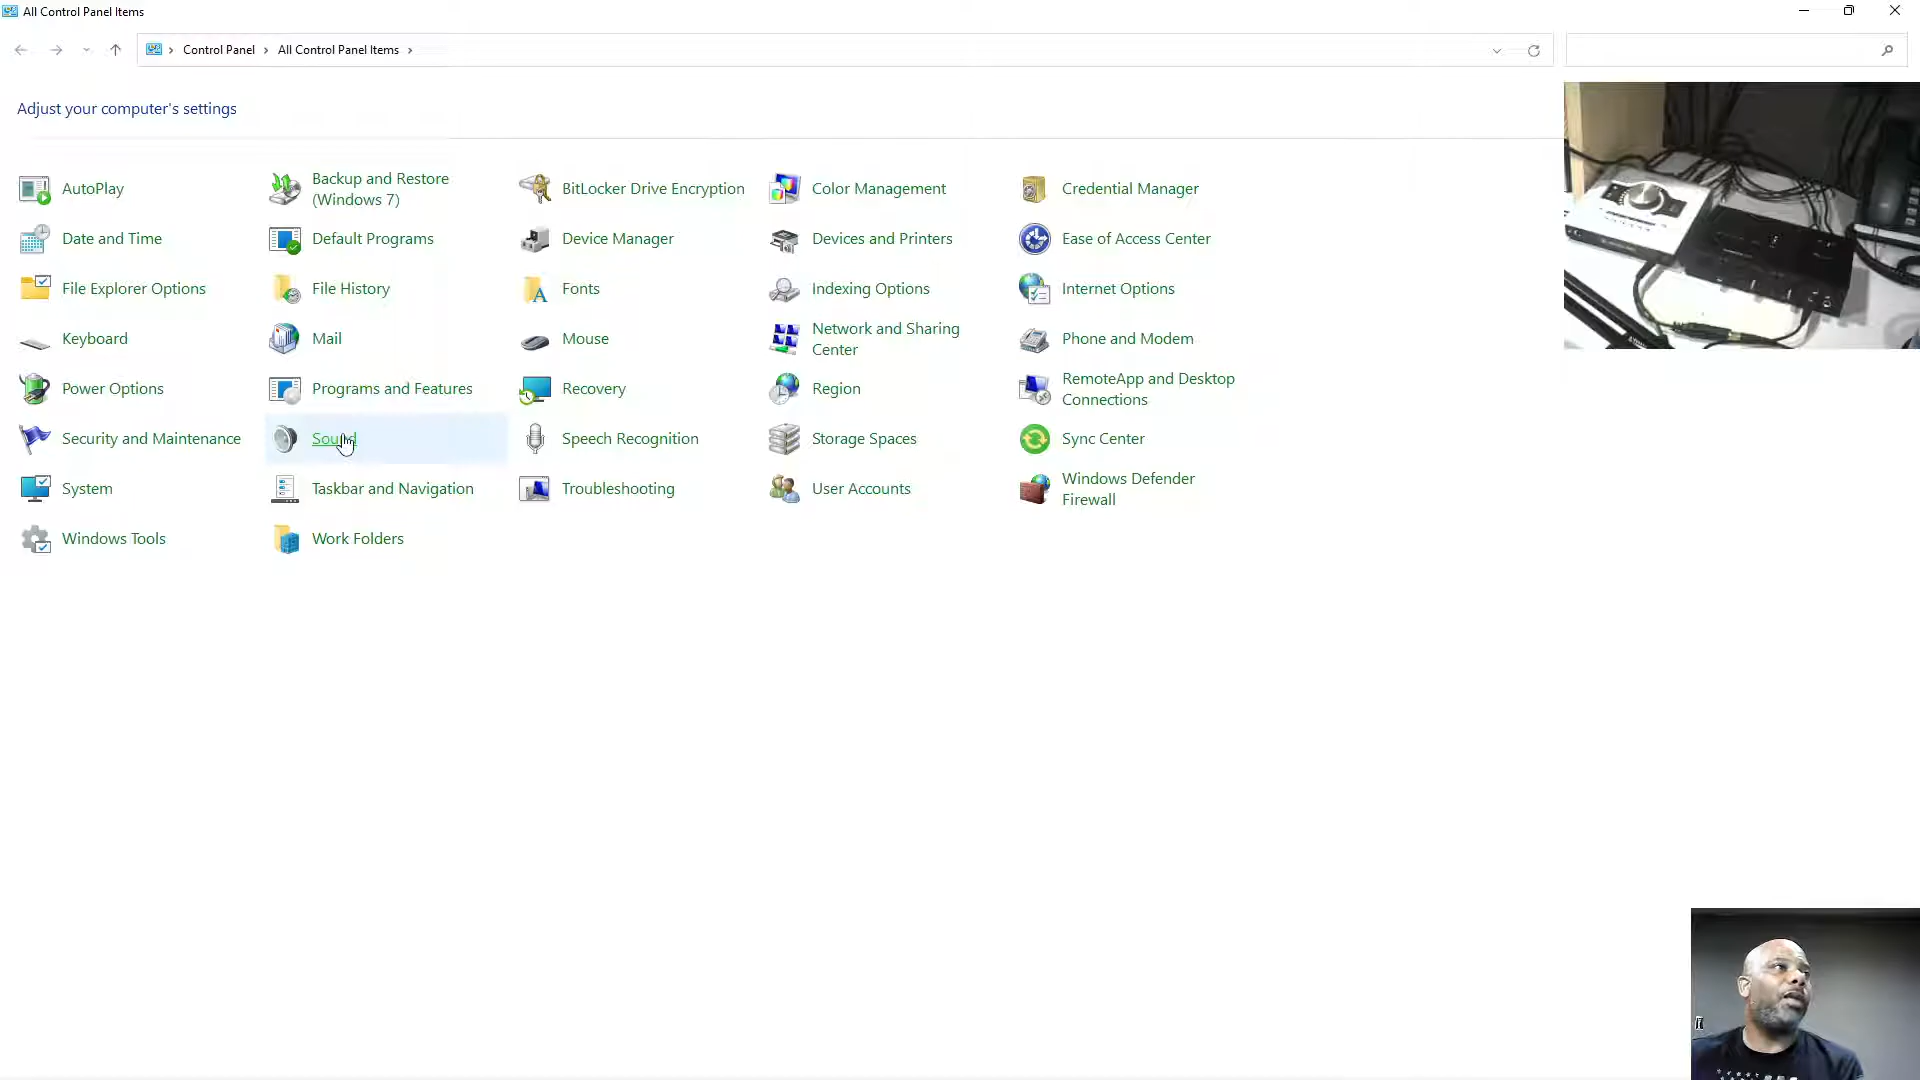 All Control Panel Items
Control Panel
All Control Panel Items
Adjust your computer's settings
AutoPlay
Backup and Restore
(Windows 7)
BitLocker Drive Encryption
Color Management
Credential Manager
Date and Time
Default Programs
Device Manager
Devices and Printers
Ease of Access Center
File Explorer Options
File History
Fonts
Indexing Options
Internet Options
Keyboard
Mail
Mouse
Network and Sharing
Center
Phone and Modem
Power Options
Programs and Features
Recovery
Region
RemoteApp and Desktop
Connections
Security and Maintenance
Sound
Speech Recognition
Storage Spaces
Sync Center
System
Taskbar and Navigation
Troubleshooting
User Accounts
Windows Defender
Firewall
Windows Tools
Work Folders